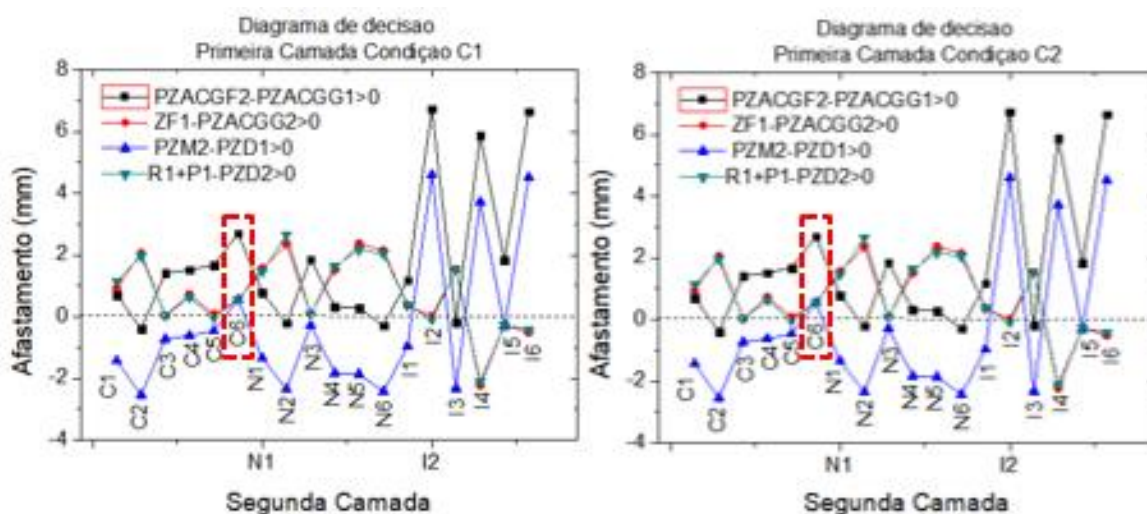 Diagrama de decisao
Primeira Camada Condiçao C1
8
6
4
2
0
-2
-4
Afastamento (mm)
PZACGF2-PZACGG1>0
ZF1-PZACGG2>0
PZM2-PZD1>0
R1+P1-PZD2>0
C1
C2
C3
C4
C5
C6
N1
N2
N3
N4
N5
N6
I1
I2
I3
I4
I5
I6
N1
I2
Segunda Camada
Diagrama de decisao
Primeira Camada Condiçao C2
8
6
4
2
0
-2
-4
Afastamento (mm)
PZACGF2-PZACGG1>0
ZF1-PZACGG2>0
PZM2-PZD1>0
R1+P1-PZD2>0
C1
C2
C3
C4
C5
C6
N1
N2
N3
N4
N5
N6
I1
I2
I3
I4
I5
I6
N1
I2
Segunda Camada